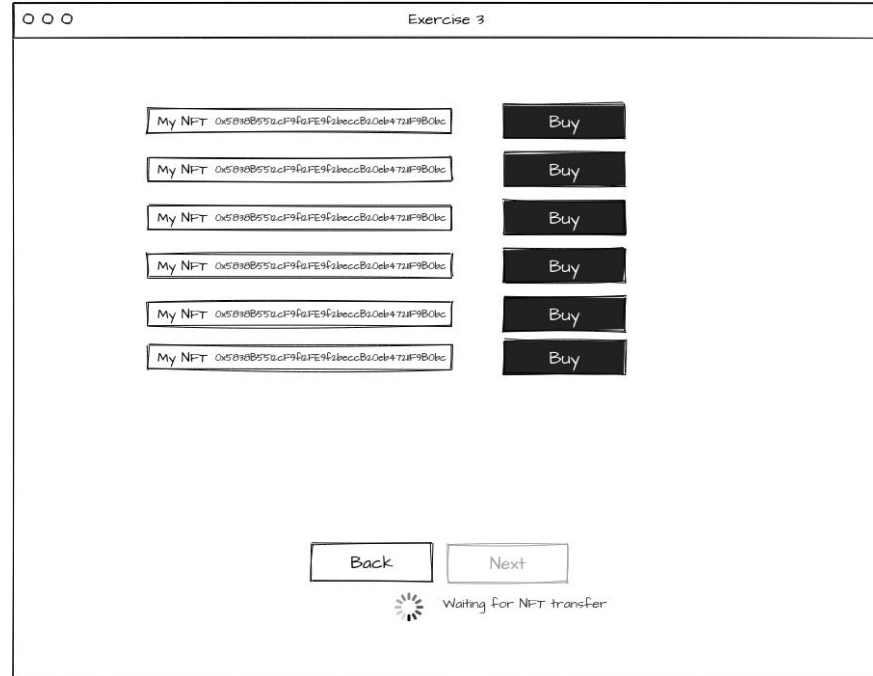 Exercise 3
My NFT 0x5838B5512cF9f12FE9f2beccB20eb47211F9B0bc Buy
My NFT 0x5838B5512cF9f12FE9f2beccB20eb47211F9B0bc Buy
My NFT 0x5838B5512cF9f12FE9f2beccB20eb47211F9B0bc Buy
My NFT 0x5838B5512cF9f12FE9f2beccB20eb47211F9B0bc Buy
My NFT 0x5838B5512cF9f12FE9f2beccB20eb47211F9B0bc Buy
My NFT 0x5838B5512cF9f12FE9f2beccB20eb47211F9B0bc Buy
Back Next
Waiting for NFT transfer